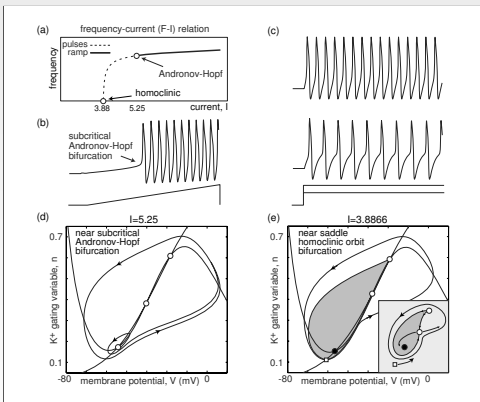 (a) frequency-current (F-I) relation
pulses
ramp
frequency
Andronov-Hopf
homoclinic
3.88 5.25 current, I
(b)
subcritical
Andronov-Hopf
bifurcation
(c)
(d) I=5.25
near subcritical
Andronov-Hopf
bifurcation
0.7
K+ gating variable, n
0.1
-80 0
membrane potential, V (mV)
(e) I=3.8866
near saddle
homoclinic orbit
bifurcation
0.7
K+ gating variable, n
0.1
-80 0
membrane potential, V (mV)